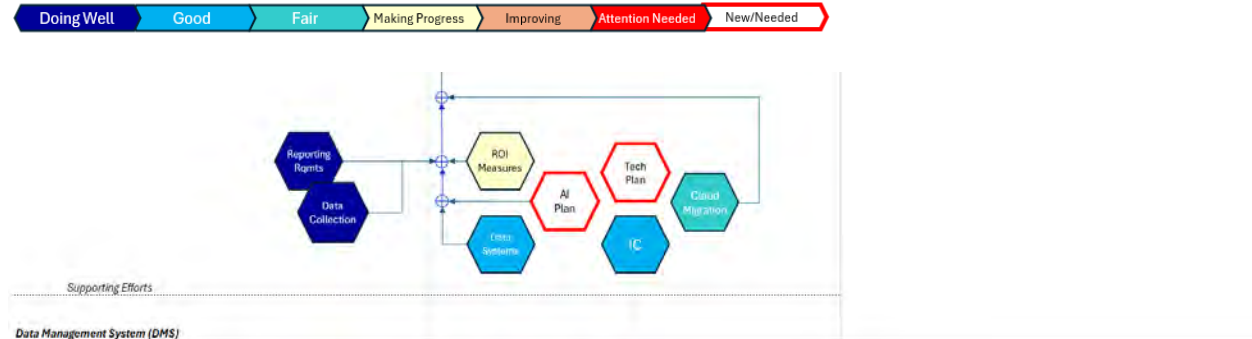 Doing Well
Good
Fair
Making Progress
Improving
Attention Needed
New/Needed
Reporting
Rqmts
Data
Collection
ROI
Measures
AI
Plan
Tech
Plan
Cloud
Migration
Data
Systems
IC
Supporting Efforts
Data Management System (DMS)